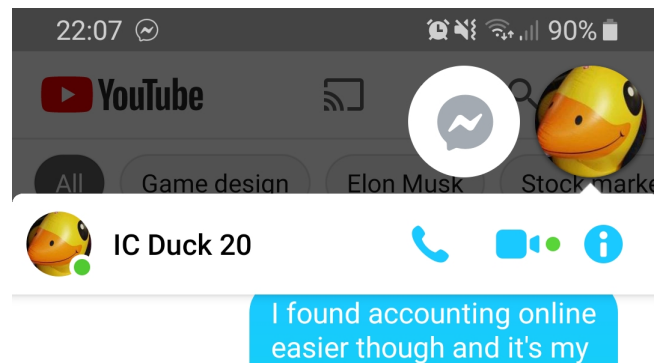 22:07 90%
YouTube
All Game design Elon Musk Stock marke
IC Duck 20
I found accounting online
easier though and it's my